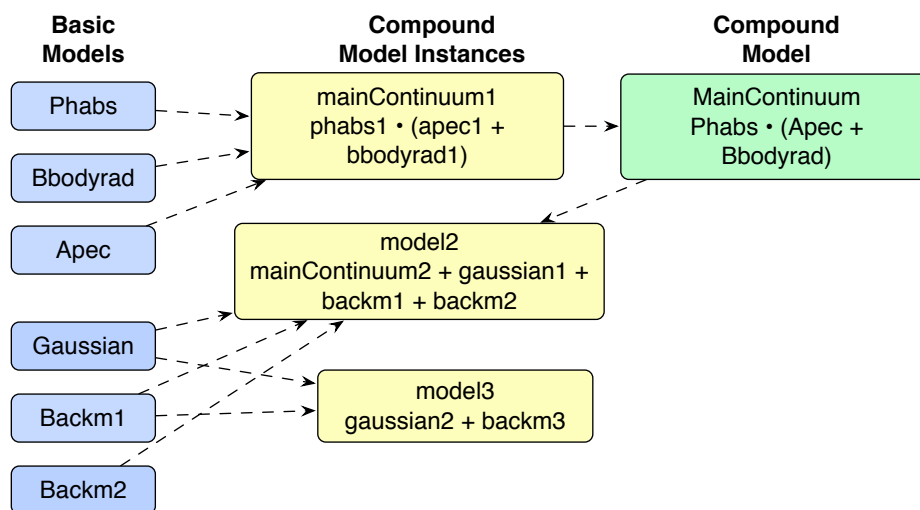 Basic
Models
Compound
Model Instances
Compound
Model
Phabs
Bbodyrad
Apec
Gaussian
Backm1
Backm2
mainContinuum1
phabs1 • (apec1 +
bbodyrad1)
MainContinuum
Phabs • (Apec +
Bbodyrad)
model2
mainContinuum2 + gaussian1 +
backm1 + backm2
model3
gaussian2 + backm3